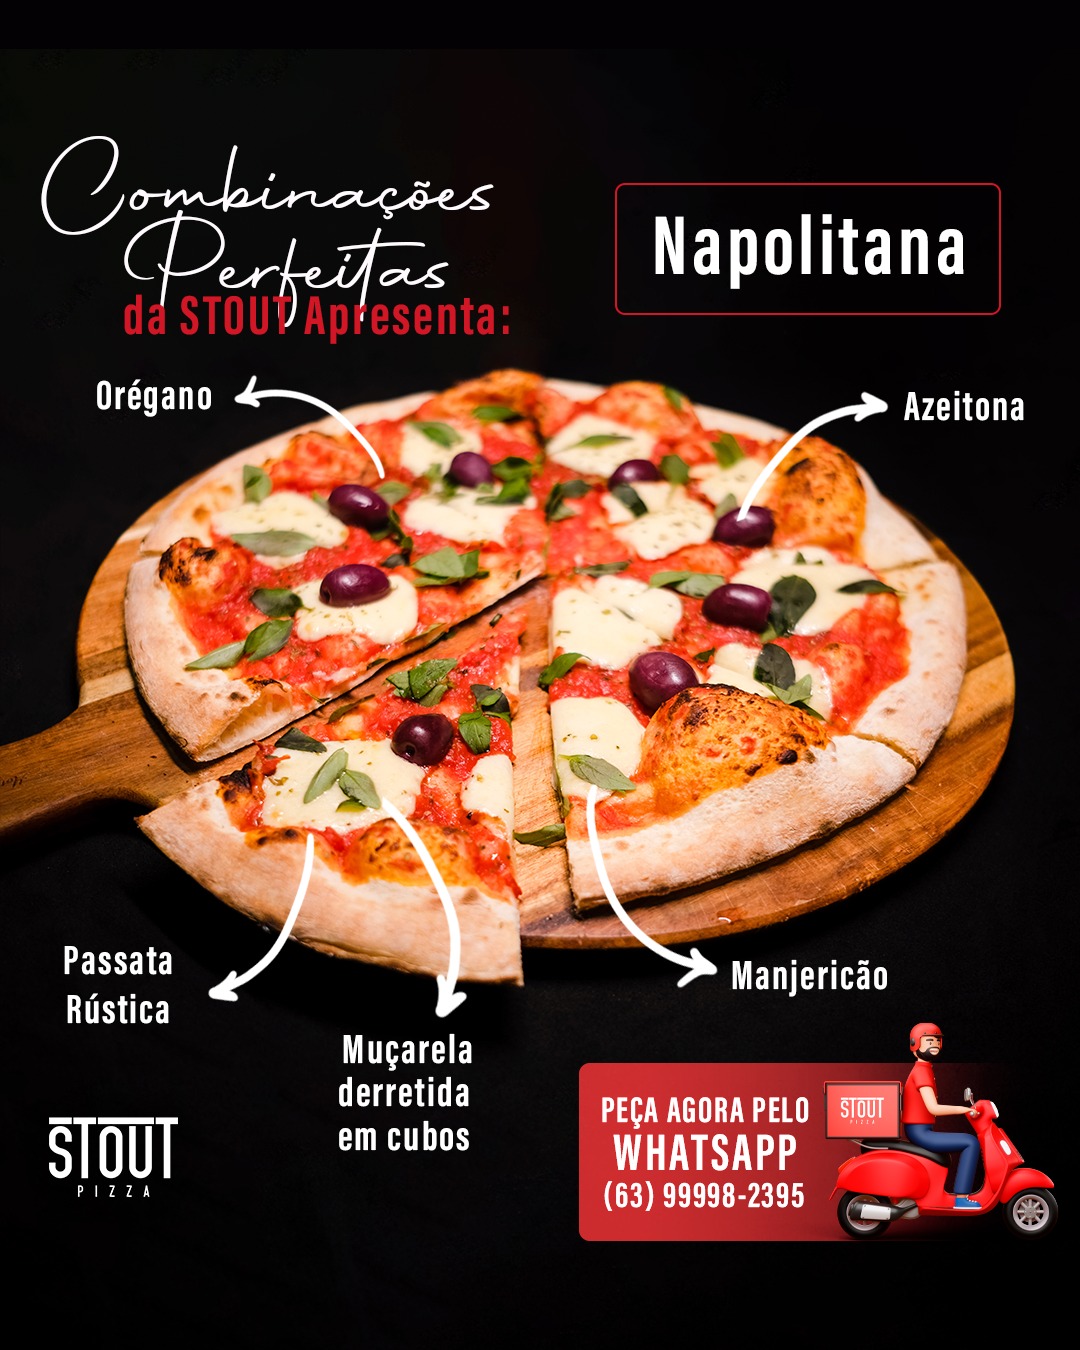 Combinações
Perfeitas
da STOUT Apresenta:
Napolitana
Orégano
Azeitona
Passata
Rústica
Muçarela
derretida
em cubos
Manjericão
STOUT
PIZZA
PEÇA AGORA PELO
WHATSAPP
(63) 99998-2395
STOUT
PIZZA